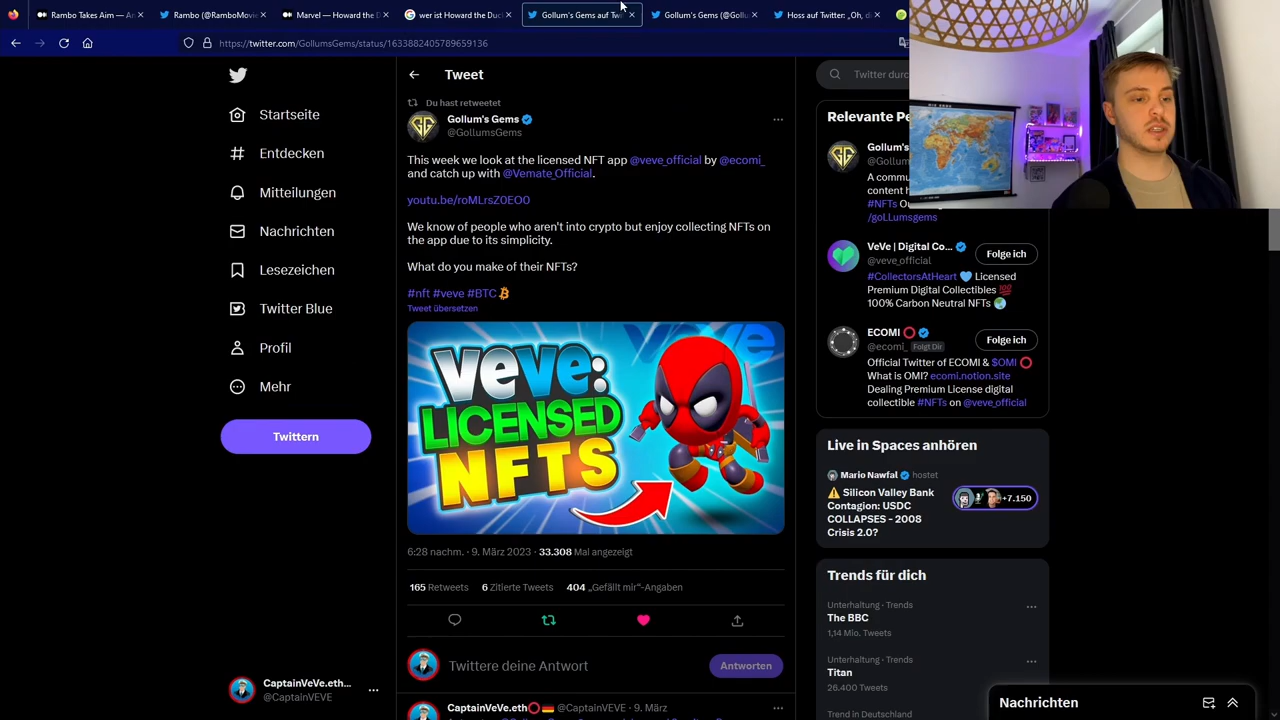 Rambo Takes Aim — An
Rambo (@RamboMovie
Marvel — Howard the D
wer ist Howard the Duc
Gollum's Gems auf Twi
Gollum's Gems (@Gollu
Hoss auf Twitter: „Oh, di
https://twitter.com/GollumsGems/status/1633882405789659136
Startseite
Entdecken
Mitteilungen
Nachrichten
Lesezeichen
Twitter Blue
Profil
Mehr
Twittern
CaptainVeVe.eth...
@CaptainVEVE
Tweet
Du hast retweetet
Gollum's Gems
@GollumsGems
This week we look at the licensed NFT app @veve_official by @ecomi_
and catch up with @Vemate_Official.
youtu.be/roMLrsZ0EO0
We know of people who aren't into crypto but enjoy collecting NFTs on
the app due to its simplicity.
What do you make of their NFTs?
#nft #veve #BTC
Tweet übersetzen
VEVE
veve:
LICENSED
NFTS
6:28 nachm. · 9. März 2023 · 33.308 Mal angezeigt
165 Retweets 6 Zitierte Tweets 404 „Gefällt mir“-Angaben
Twittere deine Antwort
Antworten
CaptainVeVe.eth @CaptainVEVE · 9. März
Twitter durc
Relevante Pe
Gollum's
@Gollu
A commu
content h
#NFTs Ou
/goLLumsgems
VeVe | Digital Co...
@veve_official
Folge ich
#CollectorsAtHeart Licensed
Premium Digital Collectibles 💯
100% Carbon Neutral NFTs
ECOMI
@ecomi_ Folgt Dir
Folge ich
Official Twitter of ECOMI & $OMI
What is OMI? ecomi.notion.site
Dealing Premium License digital
collectible #NFTs on @veve_official
Live in Spaces anhören
Mario Nawfal hostet
Silicon Valley Bank
Contagion: USDC
COLLAPSES - 2008
Crisis 2.0?
+7.150
Trends für dich
Unterhaltung · Trends
The BBC
1,14 Mio. Tweets
Unterhaltung · Trends
Titan
26.400 Tweets
Trend in Deutschland
Nachrichten